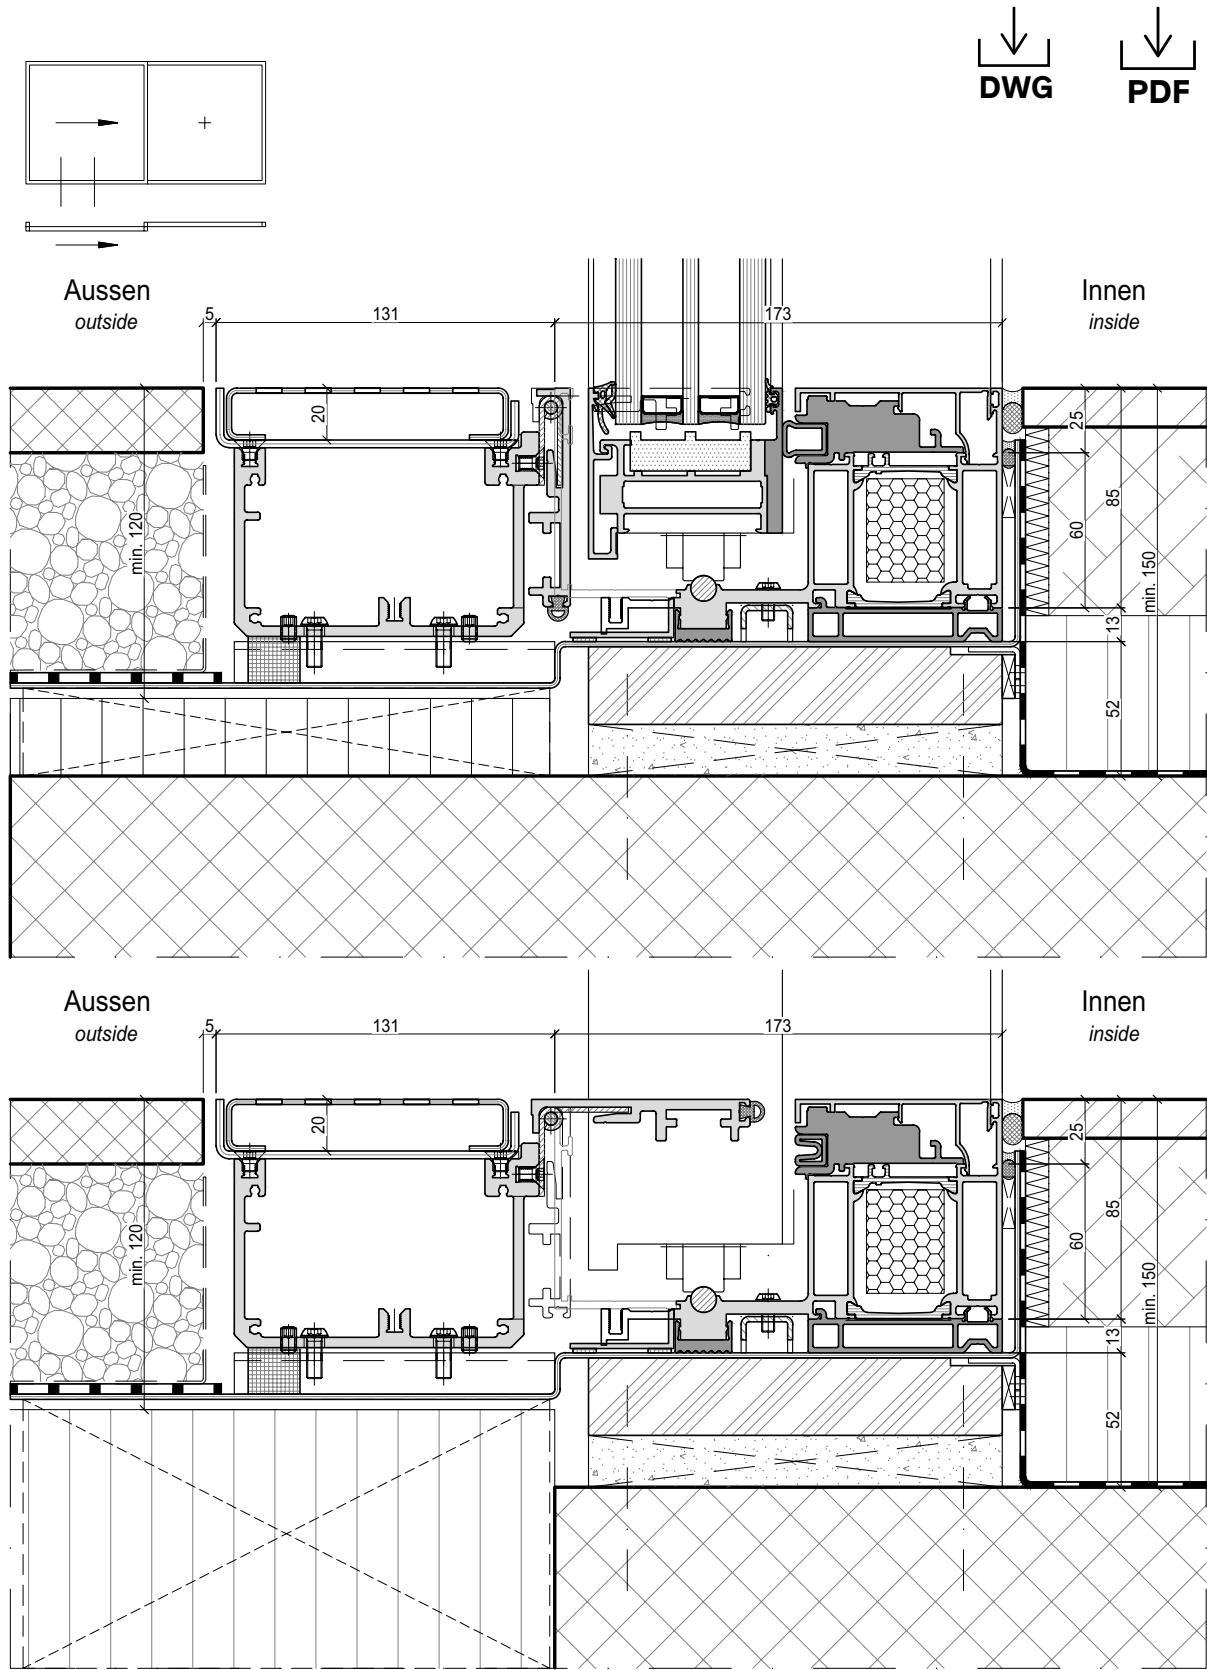 DWG
PDF
Aussen
outside
Innen
inside
5
131
173
20
min. 120
25
85
60
min. 150
13
52
Aussen
outside
Innen
inside
5
131
173
20
min. 120
25
85
60
min. 150
13
52